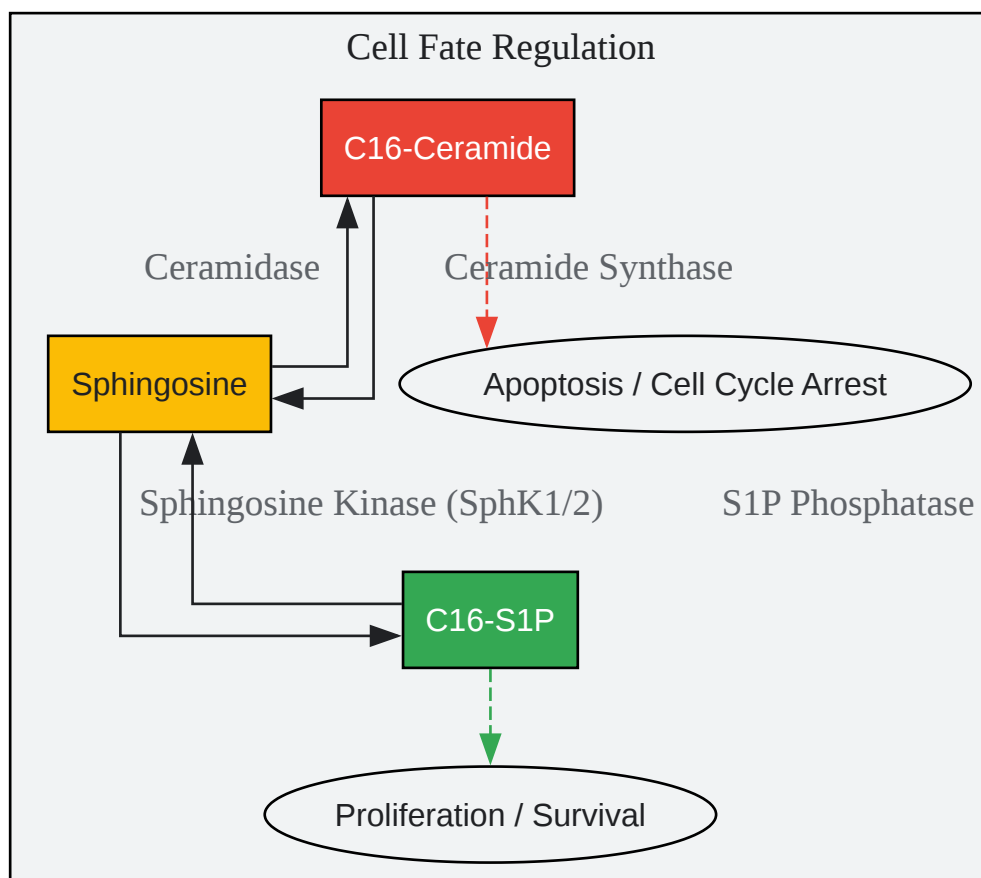 Cell Fate Regulation
C16-Ceramide
Ceramidase
Ceramide Synthase
Sphingosine
Apoptosis / Cell Cycle Arrest
Sphingosine Kinase (SphK1/2)
S1P Phosphatase
C16-S1P
Proliferation / Survival